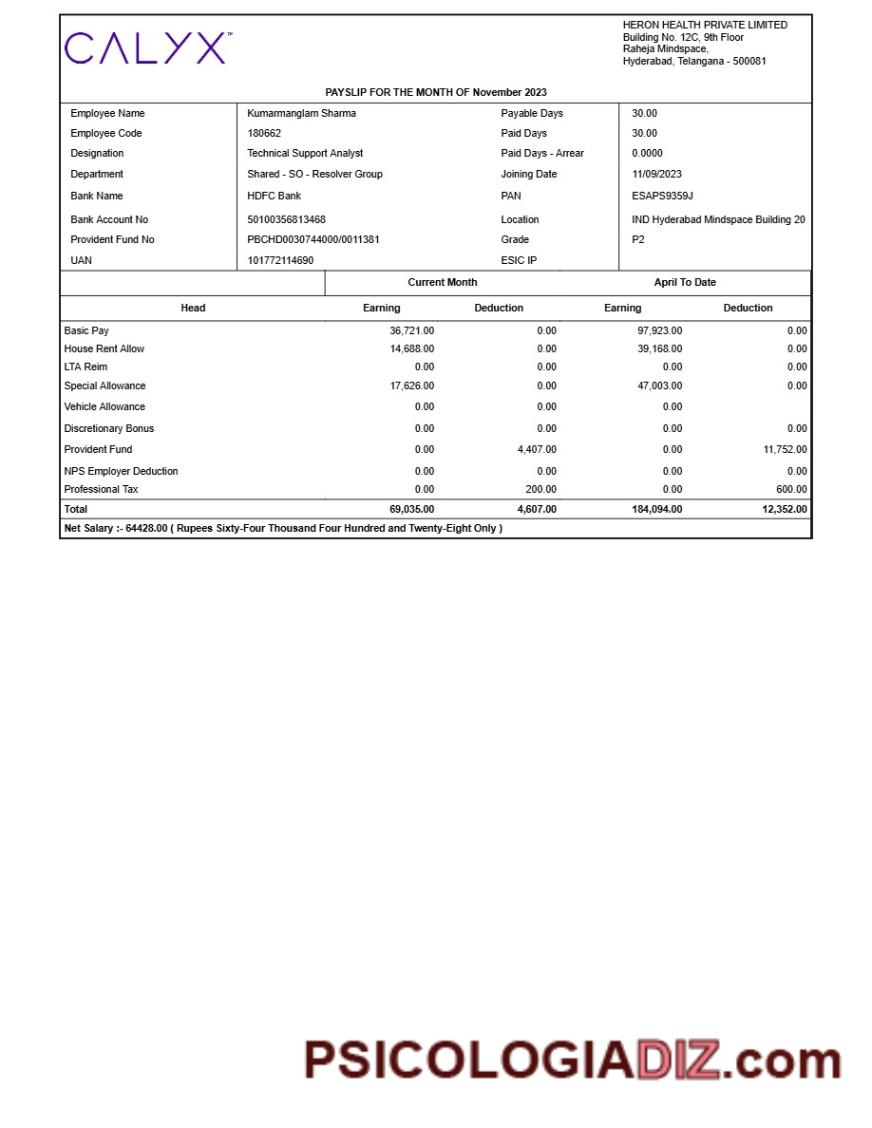 CALYX™
HERON HEALTH PRIVATE LIMITED
Building No. 12C, 9th Floor
Raheja Mindspace,
Hyderabad, Telangana - 500081
PAYSLIP FOR THE MONTH OF November 2023
Employee Name Kumarmanglam Sharma Payable Days 30.00
Employee Code 180662 Paid Days 30.00
Designation Technical Support Analyst Paid Days - Arrear 0.0000
Department Shared - SO - Resolver Group Joining Date 11/09/2023
Bank Name HDFC Bank PAN ESAPS9359J
Bank Account No 50100356813468 Location IND Hyderabad Mindspace Building 20
Provident Fund No PBCHD0030744000/0011381 Grade P2
UAN 101772114690 ESIC IP
Current Month April To Date
Head Earning Deduction Earning Deduction
Basic Pay 36,721.00 0.00 97,923.00 0.00
House Rent Allow 14,688.00 0.00 39,168.00 0.00
LTA Reim 0.00 0.00 0.00 0.00
Special Allowance 17,626.00 0.00 47,003.00 0.00
Vehicle Allowance 0.00 0.00 0.00
Discretionary Bonus 0.00 0.00 0.00 0.00
Provident Fund 0.00 4,407.00 0.00 11,752.00
NPS Employer Deduction 0.00 0.00 0.00 0.00
Professional Tax 0.00 200.00 0.00 600.00
Total 69,035.00 4,607.00 184,094.00 12,352.00
Net Salary :- 64428.00 ( Rupees Sixty-Four Thousand Four Hundred and Twenty-Eight Only )
PSICOLOGIADIZ.com